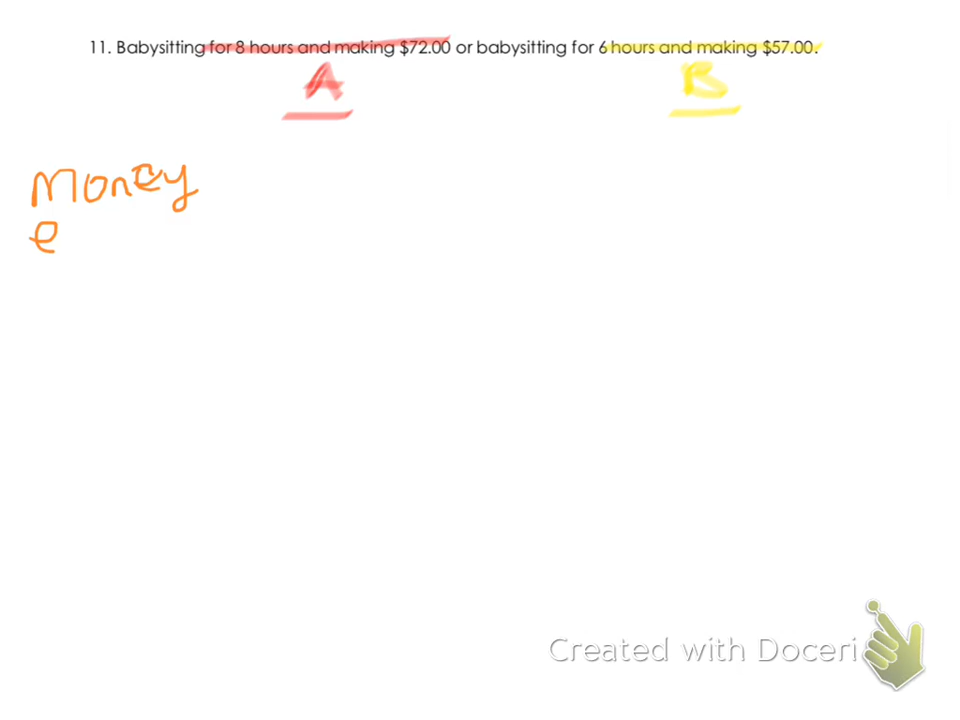 11. Babysitting for 8 hours and making $72.00 or babysitting for 6 hours and making $57.00.
A B
Money
e
Created with Doceri